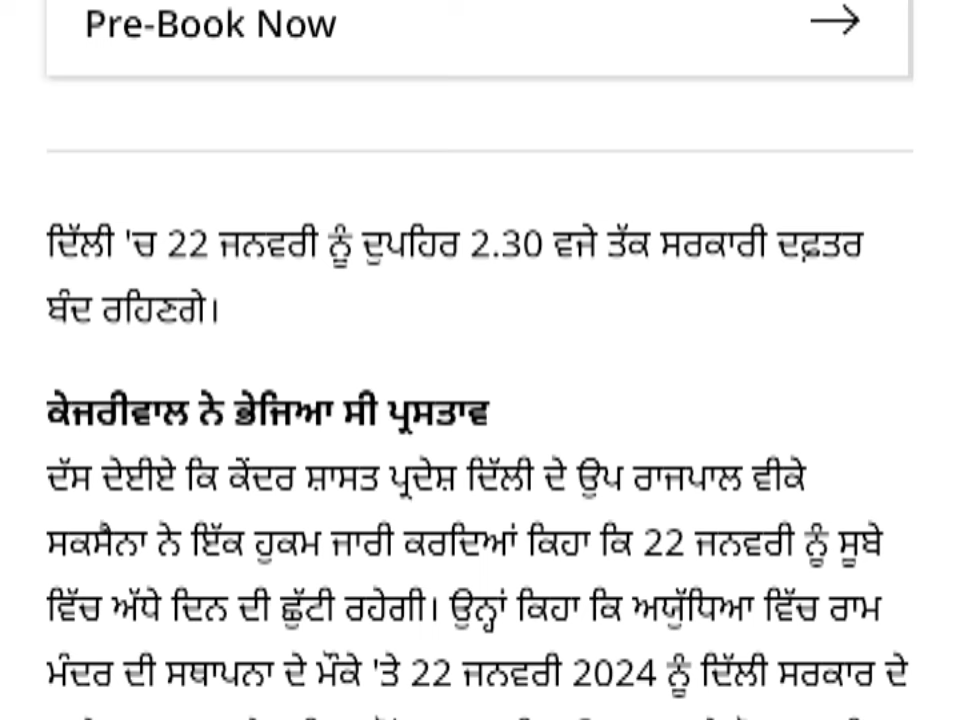 Pre-Book Now →
ਦਿੱਲੀ 'ਚ 22 ਜਨਵਰੀ ਨੂੰ ਦੁਪਹਿਰ 2.30 ਵਜੇ ਤੱਕ ਸਰਕਾਰੀ ਦਫ਼ਤਰ
ਬੰਦ ਰਹਿਣਗੇ।
ਕੇਜਰੀਵਾਲ ਨੇ ਭੇਜਿਆ ਸੀ ਪ੍ਰਸਤਾਵ
ਦੱਸ ਦੇਈਏ ਕਿ ਕੇਂਦਰ ਸ਼ਾਸਤ ਪ੍ਰਦੇਸ਼ ਦਿੱਲੀ ਦੇ ਉਪ ਰਾਜਪਾਲ ਵੀਕੇ
ਸਕਸੈਨਾ ਨੇ ਇੱਕ ਹੁਕਮ ਜਾਰੀ ਕਰਦਿਆਂ ਕਿਹਾ ਕਿ 22 ਜਨਵਰੀ ਨੂੰ ਸੂਬੇ
ਵਿੱਚ ਅੱਧੇ ਦਿਨ ਦੀ ਛੁੱਟੀ ਰਹੇਗੀ। ਉਨ੍ਹਾਂ ਕਿਹਾ ਕਿ ਅਯੁੱਧਿਆ ਵਿੱਚ ਰਾਮ
ਮੰਦਰ ਦੀ ਸਥਾਪਨਾ ਦੇ ਮੌਕੇ 'ਤੇ 22 ਜਨਵਰੀ 2024 ਨੂੰ ਦਿੱਲੀ ਸਰਕਾਰ ਦੇ